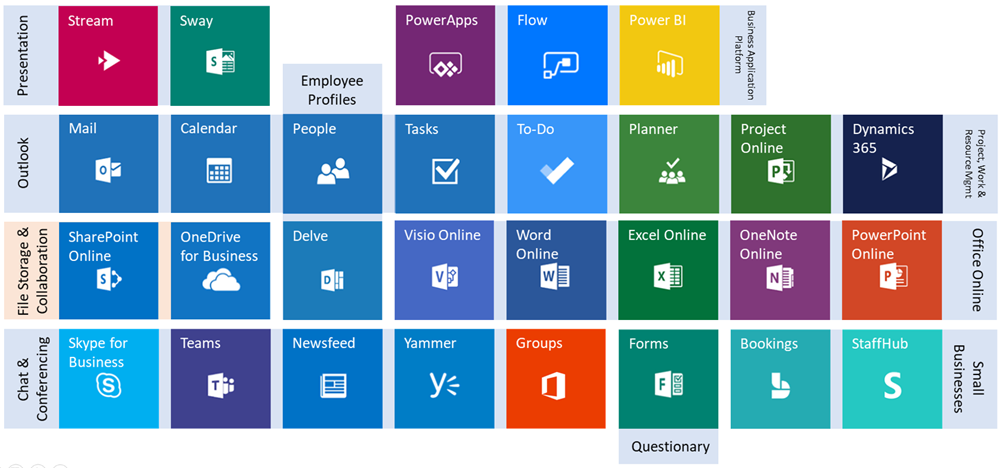 Presentation
Stream
Sway
PowerApps
Flow
Power BI
Business Application
Platform
Employee
Profiles
Outlook
Mail
Calendar
People
Tasks
To-Do
Planner
Project
Online
Dynamics
365
Project, Work &
Resource Mgmt
File Storage &
Collaboration
SharePoint
Online
OneDrive
for Business
Delve
Visio Online
Word
Online
Excel Online
OneNote
Online
PowerPoint
Online
Office Online
Chat &
Conferencing
Skype for
Business
Teams
Newsfeed
Yammer
Groups
Forms
Bookings
StaffHub
Small
Businesses
Questionary